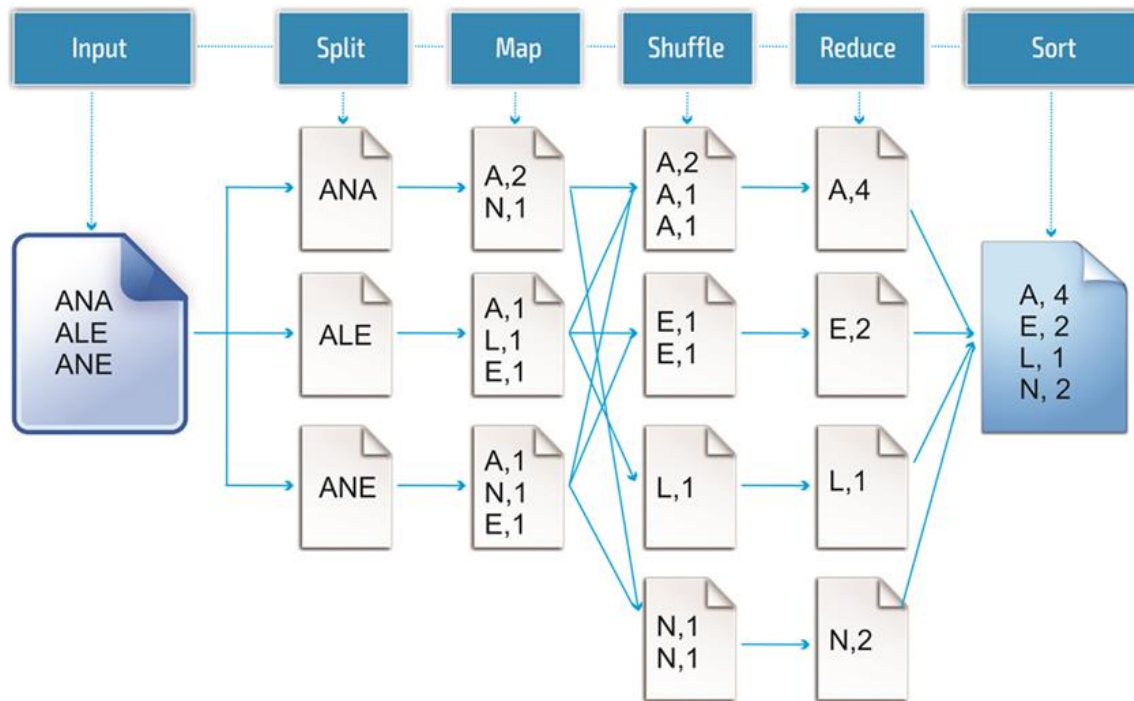 Input
Split
Map
Shuffle
Reduce
Sort
ANA
ALE
ANE
ANA
ALE
ANE
A,2
N,1
A,1
L,1
E,1
A,1
N,1
E,1
A,2
A,1
A,1
E,1
E,1
L,1
N,1
N,1
A,4
E,2
L,1
N,2
A, 4
E, 2
L, 1
N, 2